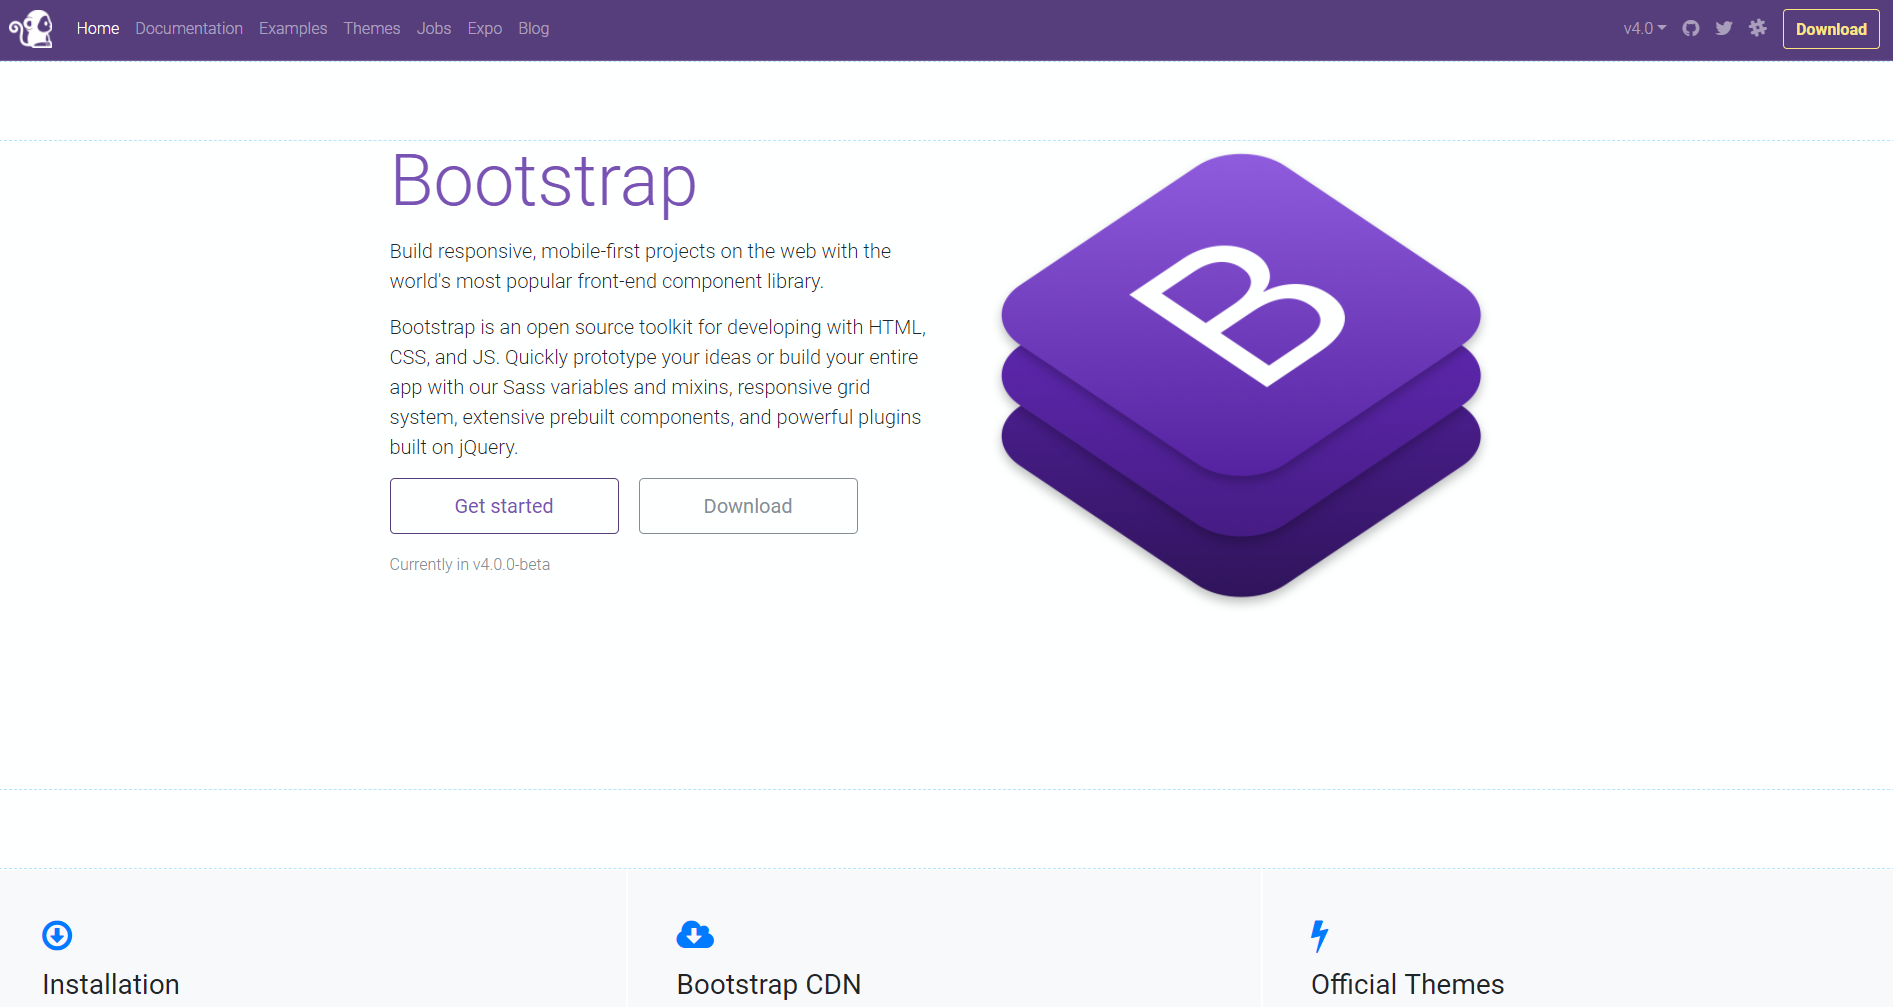 Home Documentation Examples Themes Jobs Expo Blog v4.0 Download
Bootstrap
Build responsive, mobile-first projects on the web with the
world's most popular front-end component library.
Bootstrap is an open source toolkit for developing with HTML,
CSS, and JS. Quickly prototype your ideas or build your entire
app with our Sass variables and mixins, responsive grid
system, extensive prebuilt components, and powerful plugins
built on jQuery.
Get started Download
Currently in v4.0.0-beta
B
Installation Bootstrap CDN Official Themes